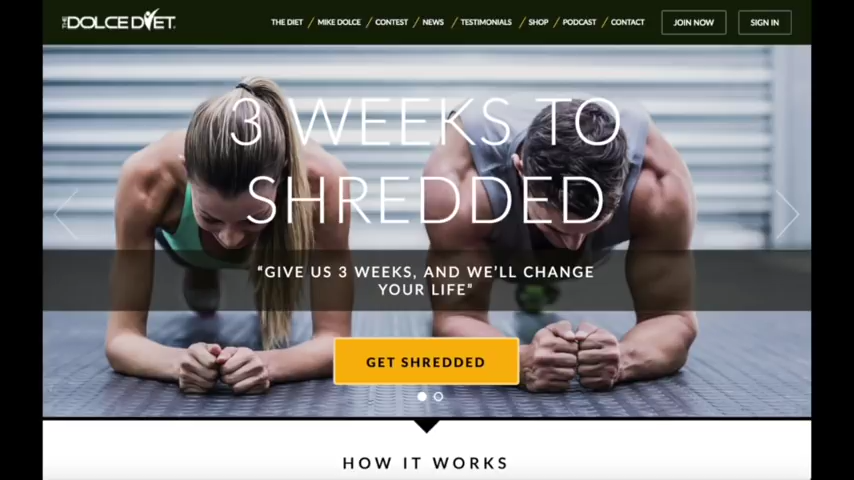 THE DOLCE DIET
THE DIET / MIKE DOLCE / CONTEST / NEWS / TESTIMONIALS / SHOP / PODCAST / CONTACT
JOIN NOW
SIGN IN
3 WEEKS TO
SHREDDED
“GIVE US 3 WEEKS, AND WE’LL CHANGE
YOUR LIFE”
GET SHREDDED
HOW IT WORKS